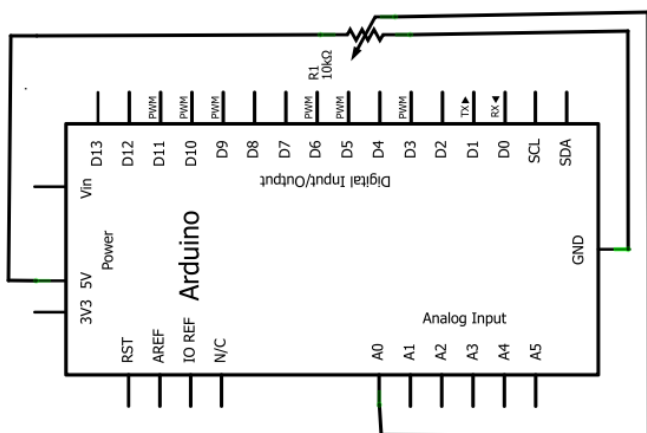 R1
10kΩ
PWM
PWM
PWM
PWM
PWM
PWM
TX▶
RX◀
D13
D12
D11
D10
D9
D8
D7
D6
D5
D4
D3
D2
D1
D0
SCL
SDA
Digital Input/Output
Vin
Power
5V
3V3
Arduino
GND
Analog Input
RST
AREF
IO REF
N/C
A0
A1
A2
A3
A4
A5